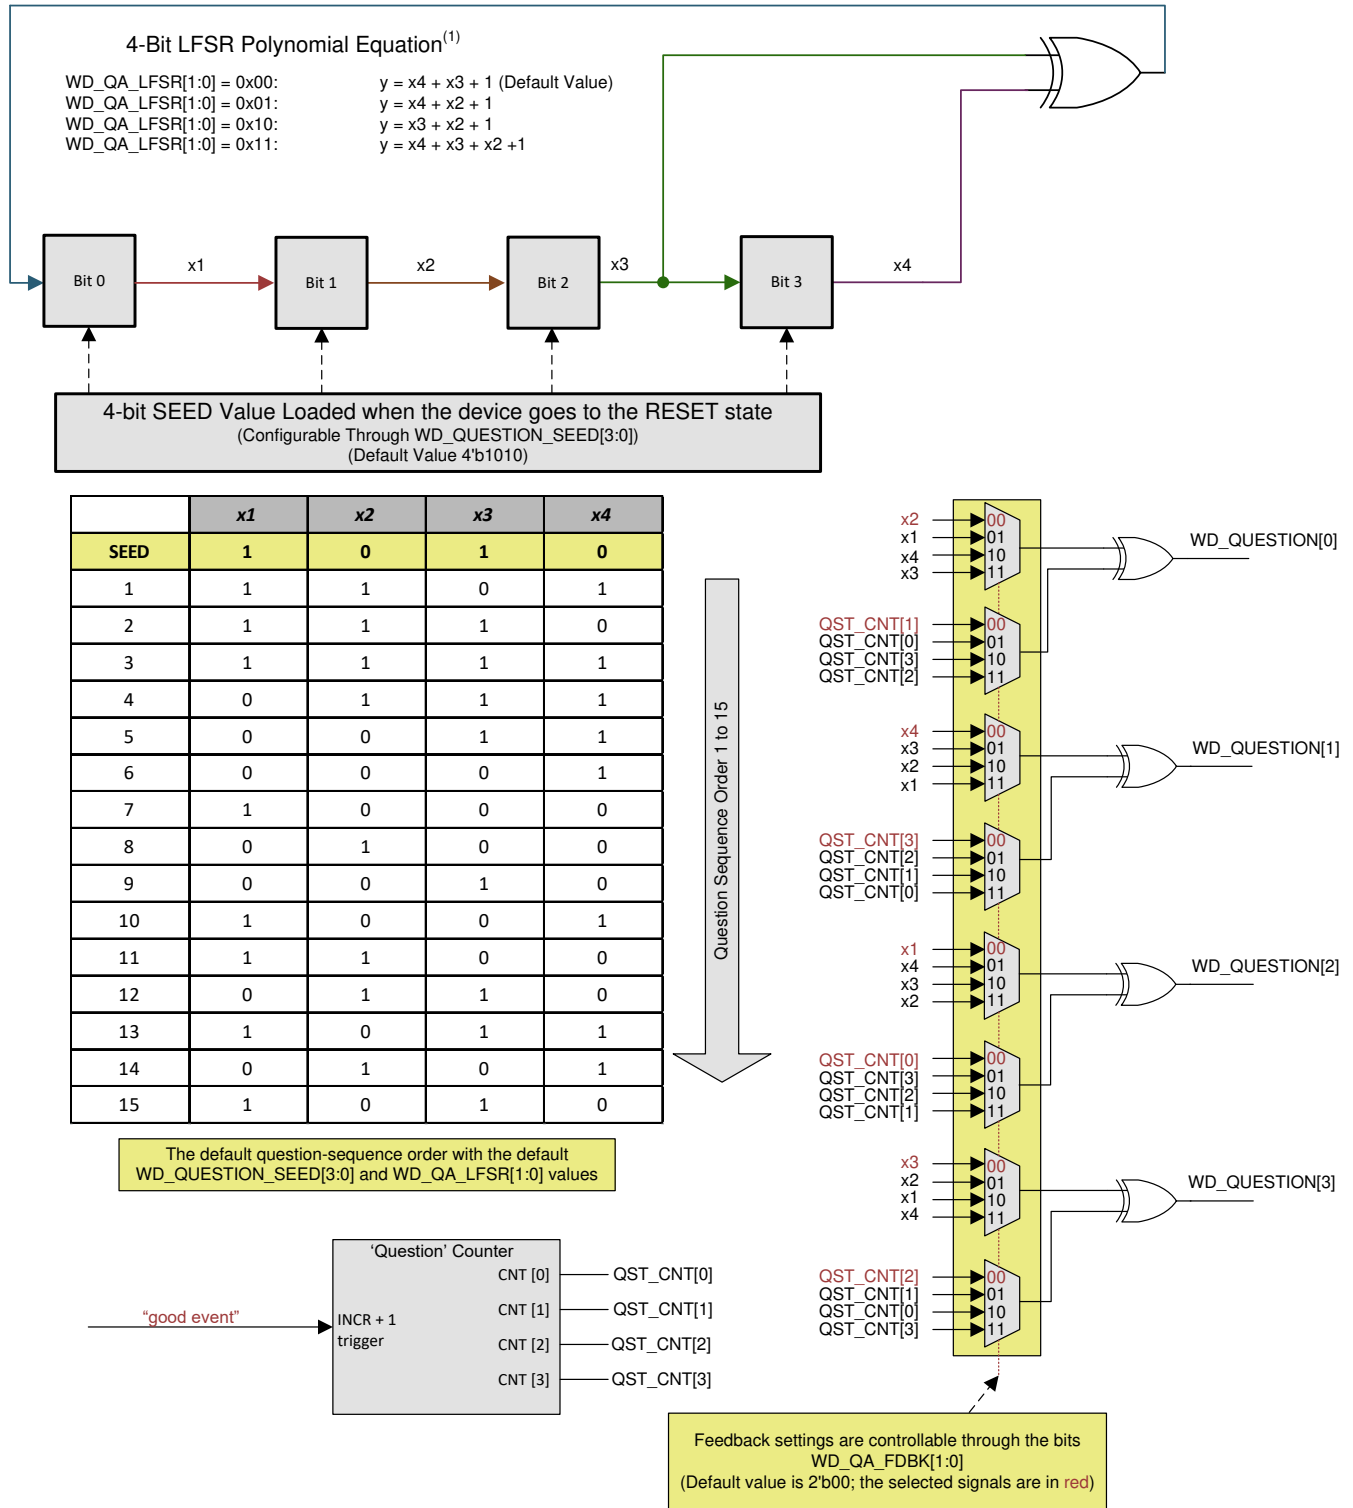 4-Bit LFSR Polynomial Equation(1)
WD_QA_LFSR[1:0] = 0x00: y = x4 + x3 + 1 (Default Value)
WD_QA_LFSR[1:0] = 0x01: y = x4 + x2 + 1
WD_QA_LFSR[1:0] = 0x10: y = x3 + x2 + 1
WD_QA_LFSR[1:0] = 0x11: y = x4 + x3 + x2 +1
Bit 0 x1 Bit 1 x2 Bit 2 x3 Bit 3 x4
4-bit SEED Value Loaded when the device goes to the RESET state
(Configurable Through WD_QUESTION_SEED[3:0])
(Default Value 4'b1010)
x1 x2 x3 x4
SEED 1 0 1 0
1 1 1 0 1
2 1 1 1 0
3 1 1 1 1
4 0 1 1 1
5 0 0 1 1
6 0 0 0 1
7 1 0 0 0
8 0 1 0 0
9 0 0 1 0
10 1 0 0 1
11 1 1 0 0
12 0 1 1 0
13 1 0 1 1
14 0 1 0 1
15 1 0 1 0
Question Sequence Order 1 to 15
The default question-sequence order with the default
WD_QUESTION_SEED[3:0] and WD_QA_LFSR[1:0] values
x2 00
x1 01
x4 10
x3 11
WD_QUESTION[0]
QST_CNT[1] 00
QST_CNT[0] 01
QST_CNT[3] 10
QST_CNT[2] 11
x4 00
x3 01
x2 10
x1 11
WD_QUESTION[1]
QST_CNT[3] 00
QST_CNT[2] 01
QST_CNT[1] 10
QST_CNT[0] 11
x1 00
x4 01
x3 10
x2 11
WD_QUESTION[2]
QST_CNT[0] 00
QST_CNT[3] 01
QST_CNT[2] 10
QST_CNT[1] 11
x3 00
x2 01
x1 10
x4 11
WD_QUESTION[3]
QST_CNT[2] 00
QST_CNT[1] 01
QST_CNT[0] 10
QST_CNT[3] 11
'Question' Counter
CNT [0] QST_CNT[0]
CNT [1] QST_CNT[1]
CNT [2] QST_CNT[2]
CNT [3] QST_CNT[3]
“good event”
INCR + 1
trigger
Feedback settings are controllable through the bits
WD_QA_FDBK[1:0]
(Default value is 2'b00; the selected signals are in red)